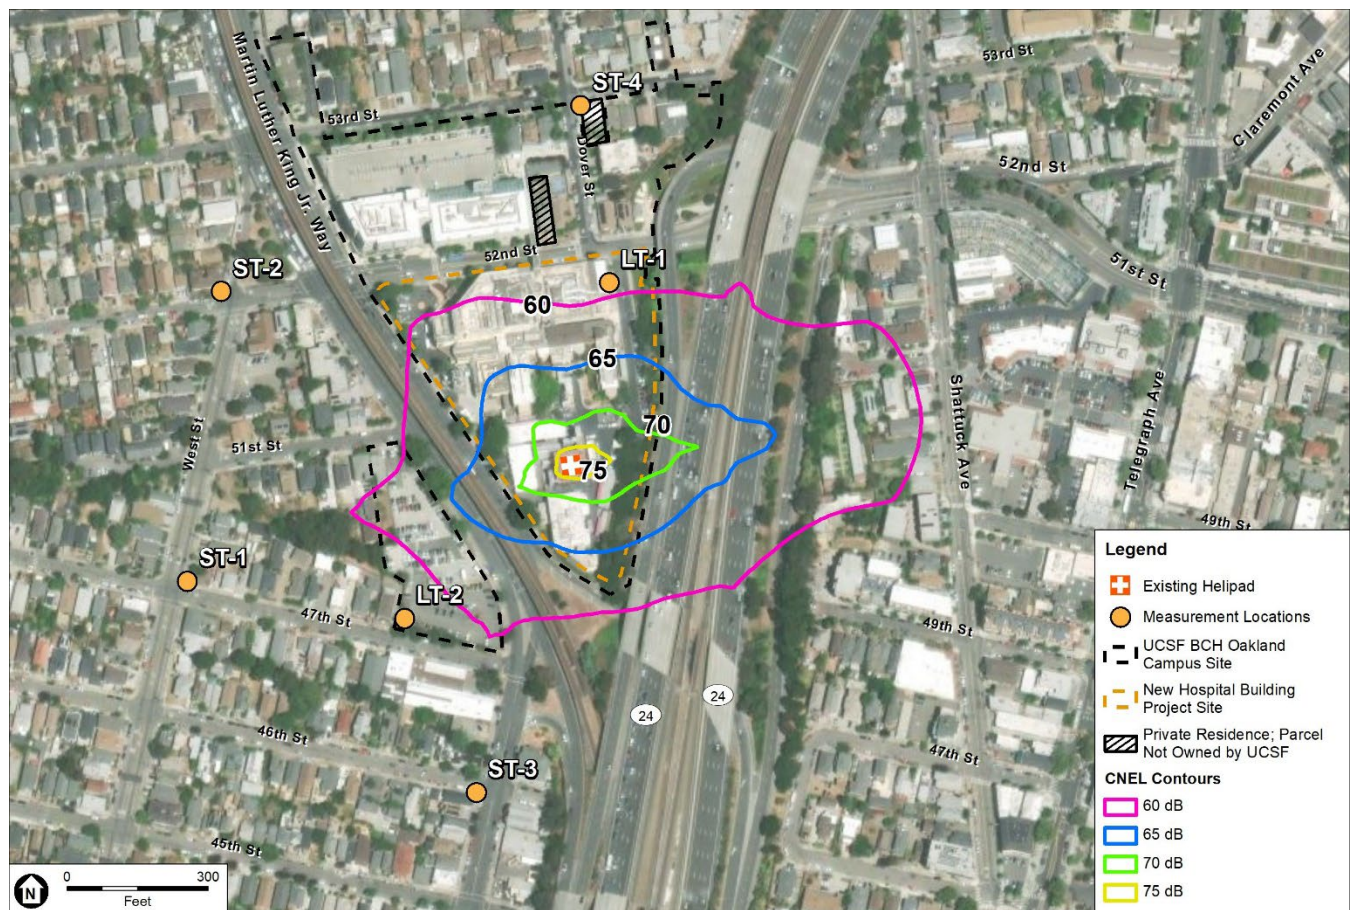 ST-4
53rd St
Claremont Ave
Martin Luther King Jr. Way
53rd St
Dover St
52nd St
52nd St
51st St
ST-2
LT-1
60
65
70
75
West St
51st St
Shattuck Ave
Telegraph Ave
49th St
ST-1
LT-2
47th St
49th St
24
24
46th St
ST-3
47th St
45th St
Legend
Existing Helipad
Measurement Locations
UCSF BCH Oakland
Campus Site
New Hospital Building
Project Site
Private Residence; Parcel
Not Owned by UCSF
CNEL Contours
60 dB
65 dB
70 dB
75 dB
N
0 300
Feet